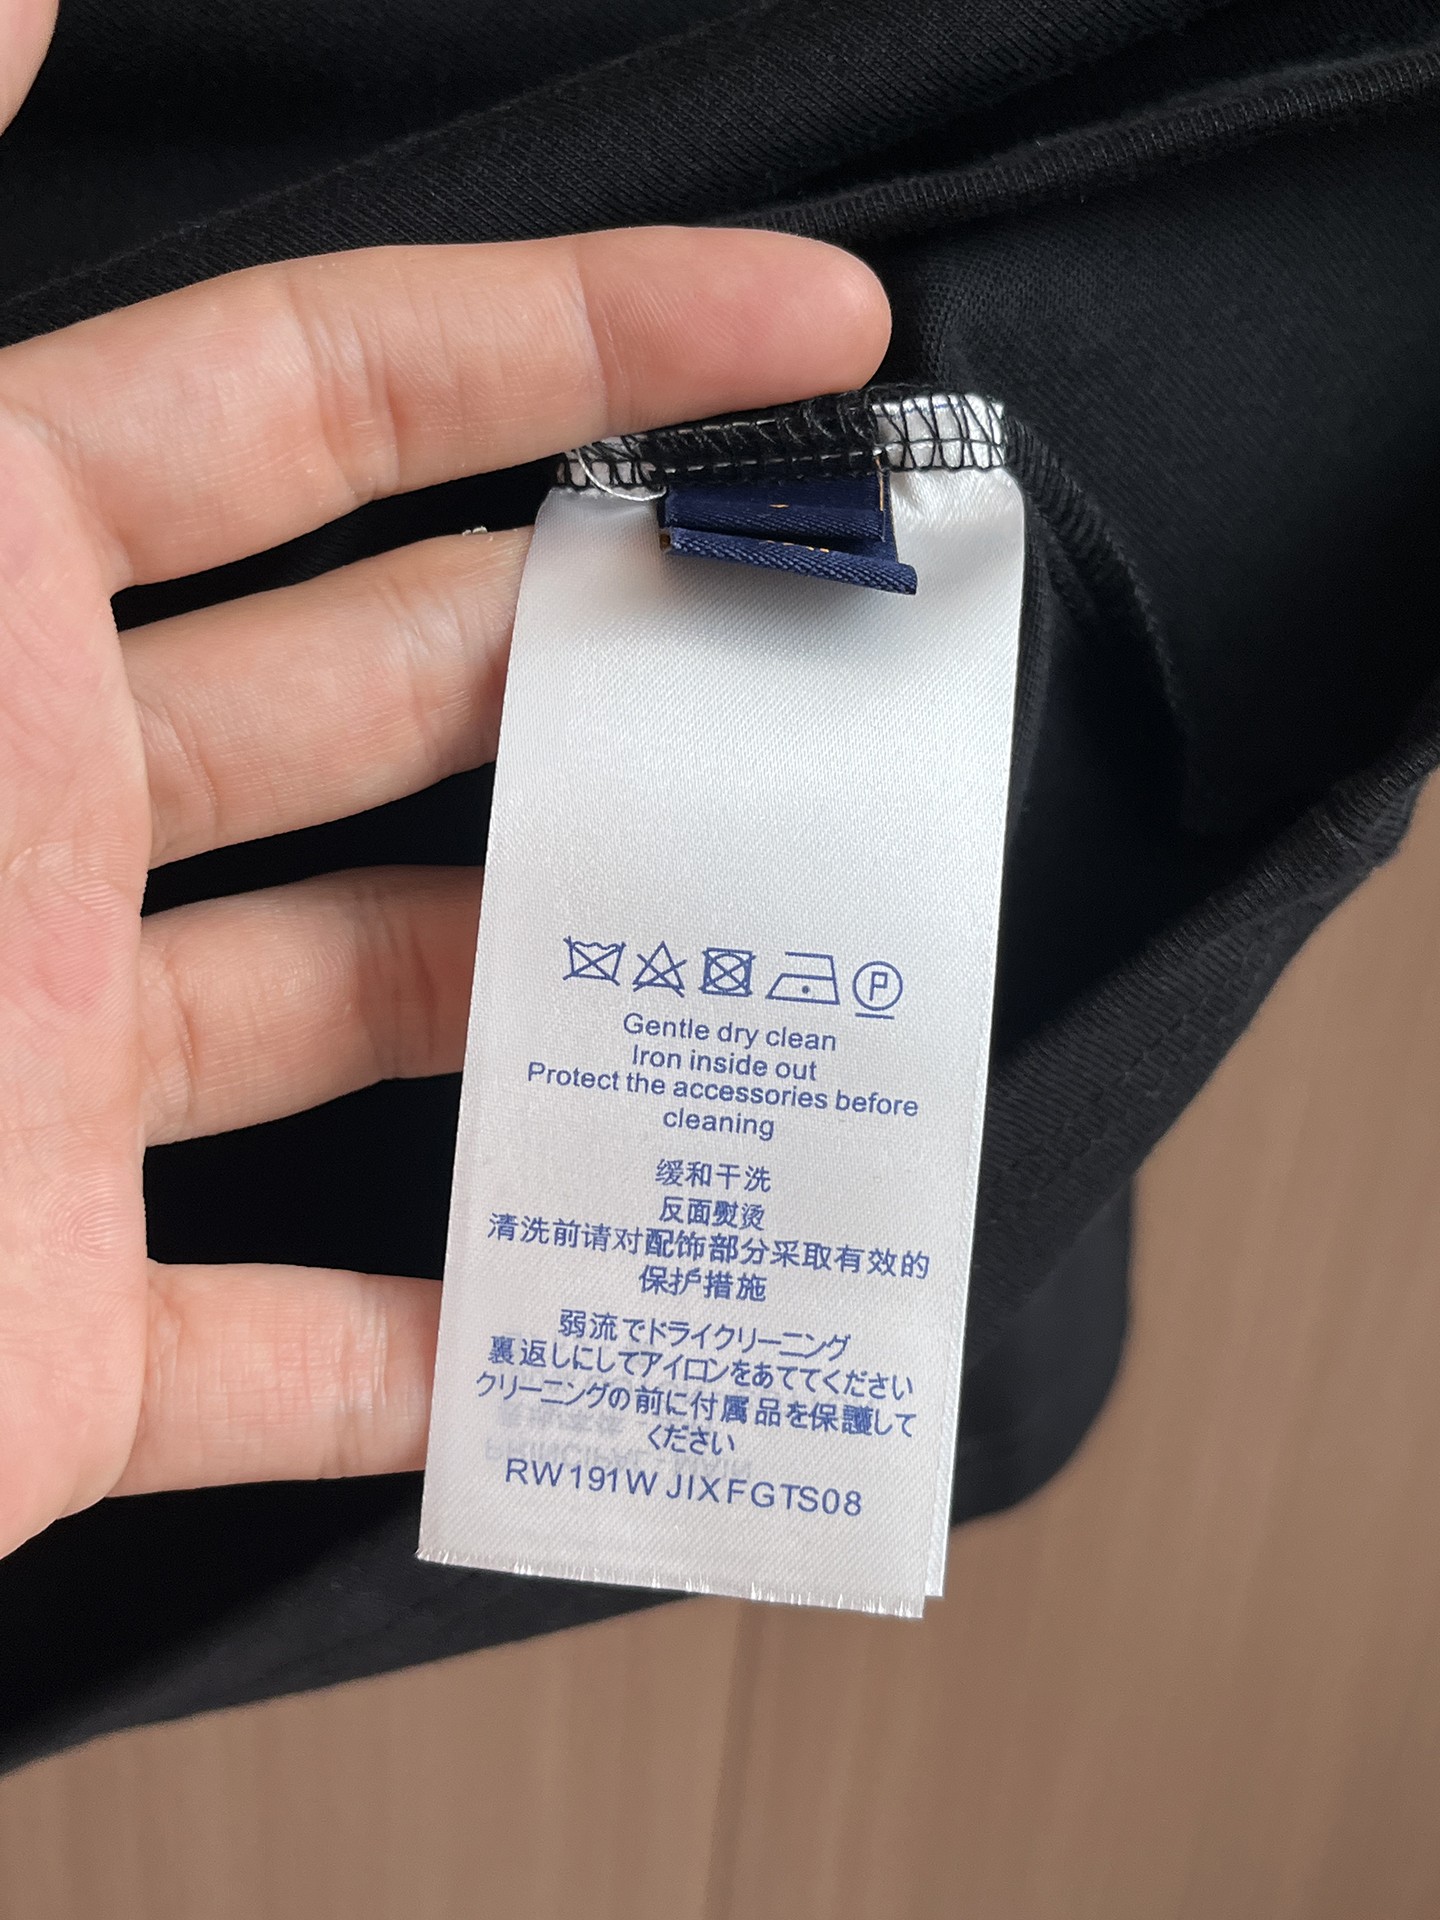 P
Gentle dry clean
Iron inside out
Protect the accessories before
cleaning
缓和干洗
反面熨烫
清洗前请对配饰部分采取有效的
保护措施
弱流でドライクリーニング
裏返しにしてアイロンをあててください
クリーニングの前に付属品を保護して
ください
RW191W JIXFGTS08